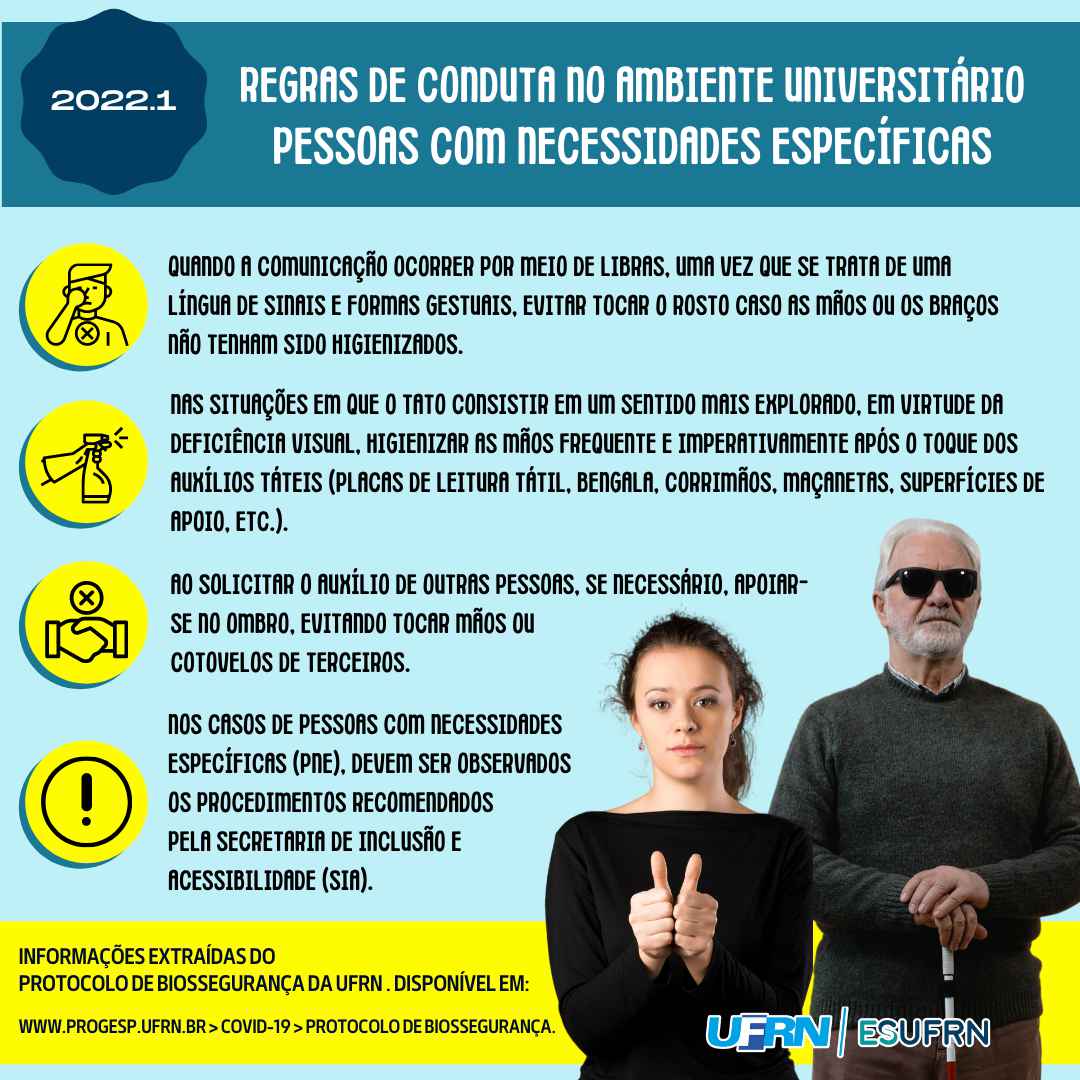 2022.1
REGRAS DE CONDUTA NO AMBIENTE UNIVERSITÁRIO
PESSOAS COM NECESSIDADES ESPECÍFICAS
QUANDO A COMUNICAÇÃO OCORRER POR MEIO DE LIBRAS, UMA VEZ QUE SE TRATA DE UMA
LÍNGUA DE SINAIS E FORMAS GESTUAIS, EVITAR TOCAR O ROSTO CASO AS MÃOS OU OS BRAÇOS
NÃO TENHAM SIDO HIGIENIZADOS.
NAS SITUAÇÕES EM QUE O TATO CONSISTIR EM UM SENTIDO MAIS EXPLORADO, EM VIRTUDE DA
DEFICIÊNCIA VISUAL, HIGIENIZAR AS MÃOS FREQUENTE E IMPERATIVAMENTE APÓS O TOQUE DOS
AUXÍLIOS TÁTEIS (PLACAS DE LEITURA TÁTIL, BENGALA, CORRIMÃOS, MAÇANETAS, SUPERFÍCIES DE
APOIO, ETC.).
AO SOLICITAR O AUXÍLIO DE OUTRAS PESSOAS, SE NECESSÁRIO, APOIAR-
SE NO OMBRO, EVITANDO TOCAR MÃOS OU
COTOVELOS DE TERCEIROS.
NOS CASOS DE PESSOAS COM NECESSIDADES
ESPECÍFICAS (PNE), DEVEM SER OBSERVADOS
OS PROCEDIMENTOS RECOMENDADOS
PELA SECRETARIA DE INCLUSÃO E
ACESSIBILIDADE (SIA).
INFORMAÇÕES EXTRAÍDAS DO
PROTOCOLO DE BIOSSEGURANÇA DA UFRN . DISPONÍVEL EM:
WWW.PROGESP.UFRN.BR > COVID-19 > PROTOCOLO DE BIOSSEGURANÇA.
UFRN | ESUFRN